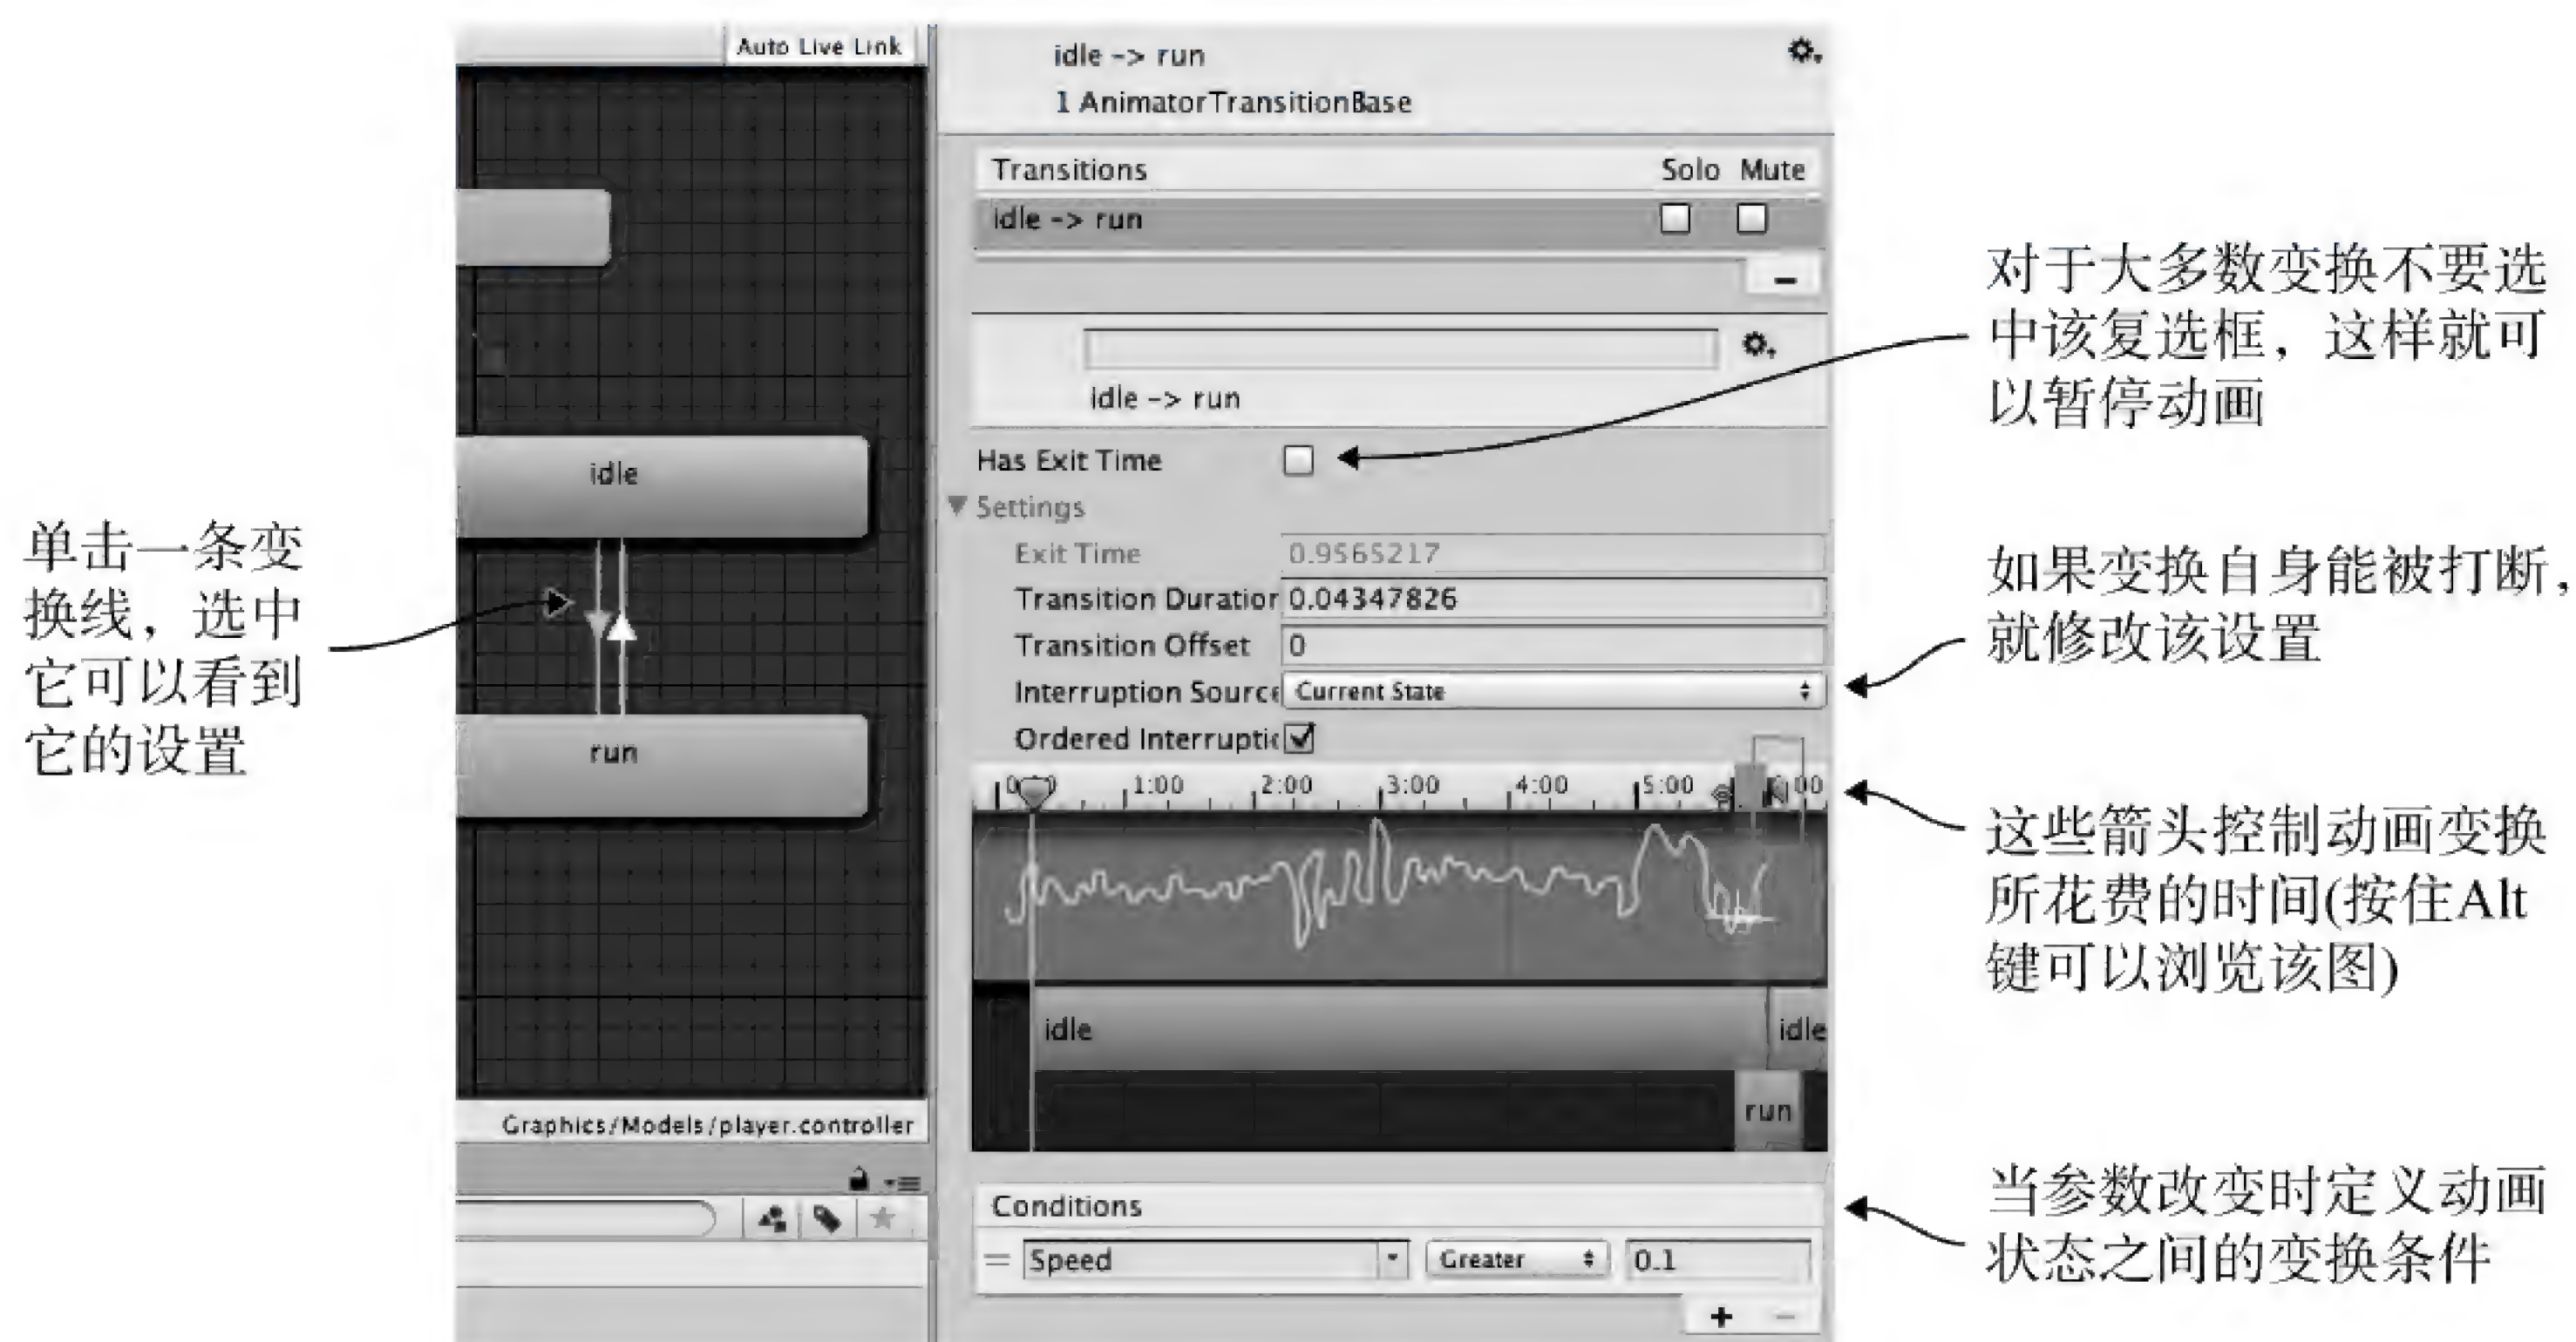 Auto Live Link
idle -> run
1 AnimatorTransitionBase
Transitions Solo Mute
idle -> run
idle -> run
Has Exit Time
Settings
Exit Time 0.9565217
Transition Duration 0.04347826
Transition Offset 0
Interruption Source Current State
Ordered Interruptic
1:00 2:00 3:00 4:00 5:00
idle idle
run
Conditions
Speed Greater 0.1
idle
run
Graphics/Models/player.controller
单击一条变
换线，选中
它可以看到
它的设置
对于大多数变换不要选
中该复选框，这样就可
以暂停动画
如果变换自身能被打断，
就修改该设置
这些箭头控制动画变换
所花费的时间(按住Alt
键可以浏览该图)
当参数改变时定义动画
状态之间的变换条件